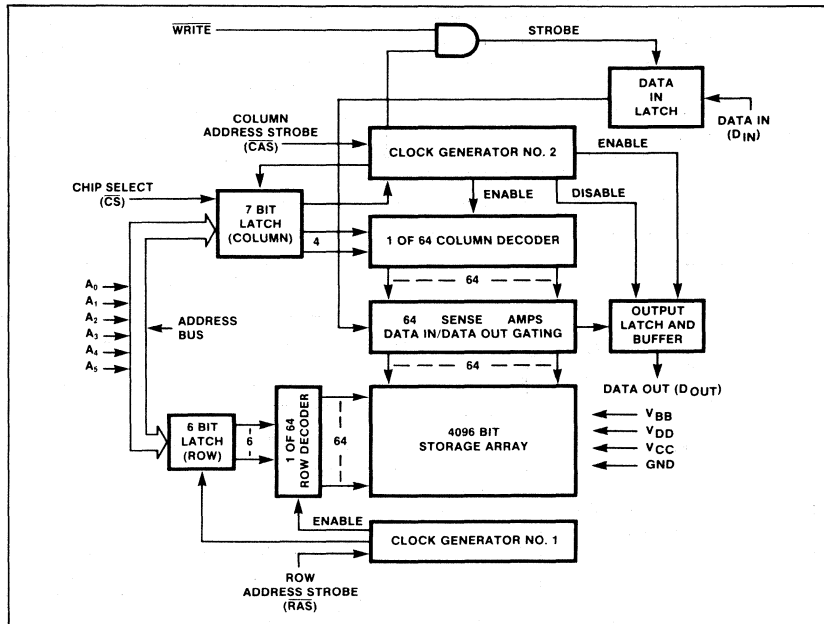 W̅R̅I̅T̅E̅
STROBE
DATA
IN
LATCH
DATA IN
(DIN)
COLUMN
ADDRESS STROBE
(C̅A̅S̅)
CLOCK GENERATOR NO. 2
ENABLE
CHIP SELECT
(C̅S̅)
7 BIT
LATCH
(COLUMN)
ENABLE
DISABLE
4
1 OF 64 COLUMN DECODER
64
A0
A1
A2
A3
A4
A5
ADDRESS
BUS
64 SENSE AMPS
DATA IN/DATA OUT GATING
OUTPUT
LATCH AND
BUFFER
64
DATA OUT (DOUT)
6 BIT
LATCH
(ROW)
6
1 OF 64
ROW DECODER
64
4096 BIT
STORAGE ARRAY
VBB
VDD
VCC
GND
ENABLE
CLOCK GENERATOR NO. 1
ROW
ADDRESS STROBE
(R̅A̅S̅)